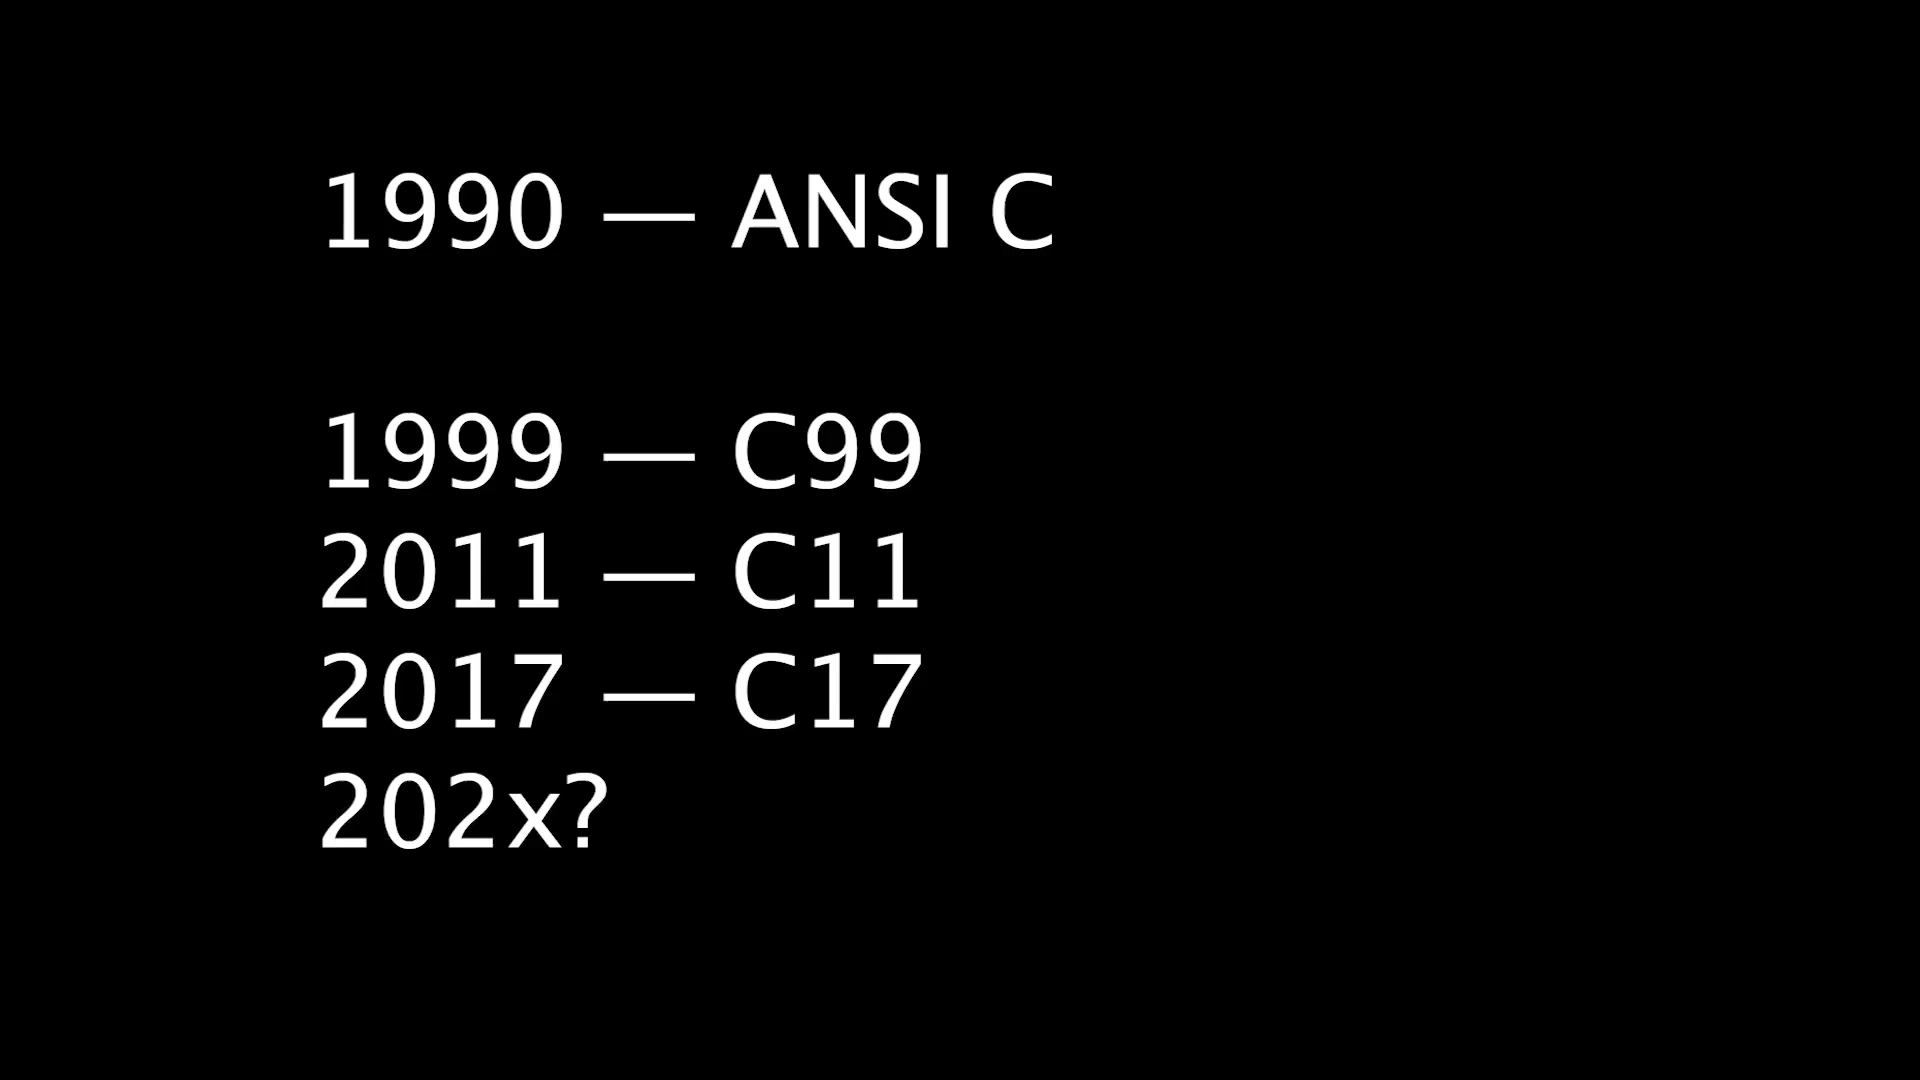 1990 — ANSI C
1999 — C99
2011 — C11
2017 — C17
202x?